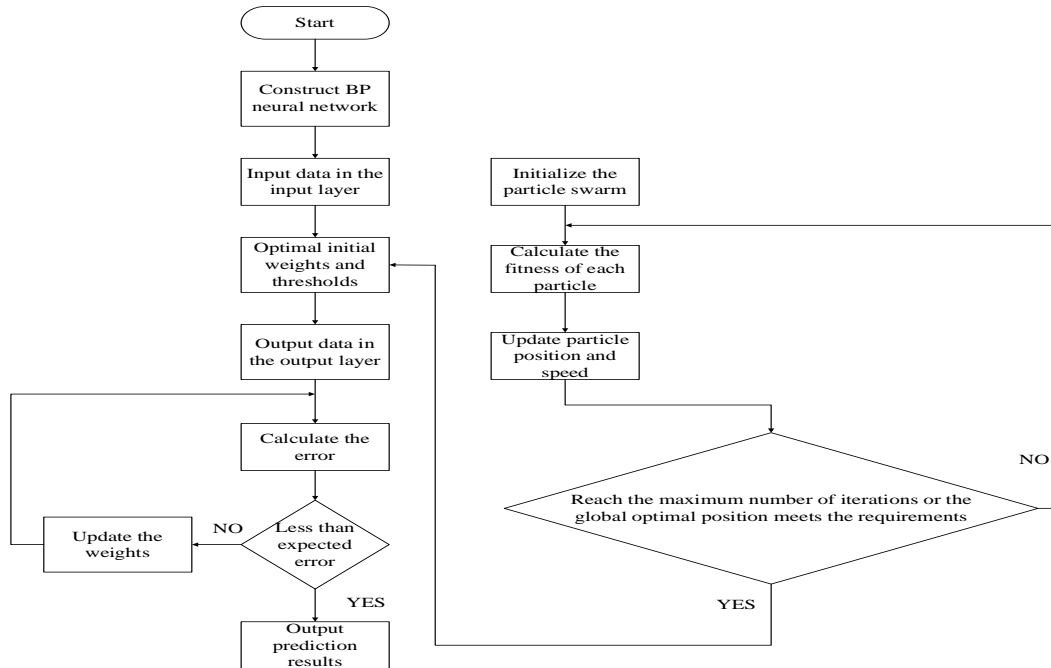 Start
Construct BP
neural network
Input data in the
input layer
Optimal initial
weights and
thresholds
Output data in
the output layer
Calculate the
error
Less than
expected
error
NO
Update the
weights
YES
Output
prediction
results
Initialize the
particle swarm
Calculate the
fitness of each
particle
Update particle
position and
speed
Reach the maximum number of iterations or the
global optimal position meets the requirements
NO
YES